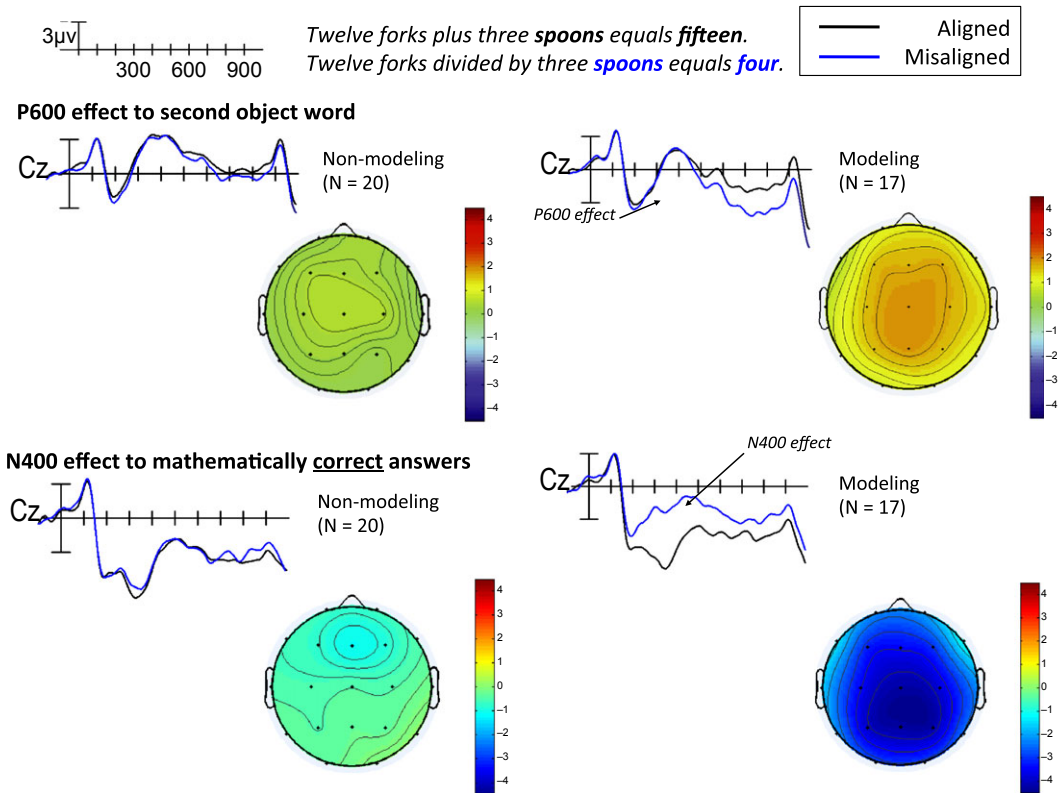 3μv
300 600 900
Twelve forks plus three spoons equals fifteen.
Twelve forks divided by three spoons equals four.
Aligned
Misaligned
P600 effect to second object word
Cz
Non-modeling
(N = 20)
4
3
2
1
0
−1
−2
−3
−4
Cz
P600 effect
Modeling
(N = 17)
4
3
2
1
0
−1
−2
−3
−4
N400 effect to mathematically correct answers
Cz
Non-modeling
(N = 20)
4
3
2
1
0
−1
−2
−3
−4
N400 effect
Cz
Modeling
(N = 17)
4
3
2
1
0
−1
−2
−3
−4